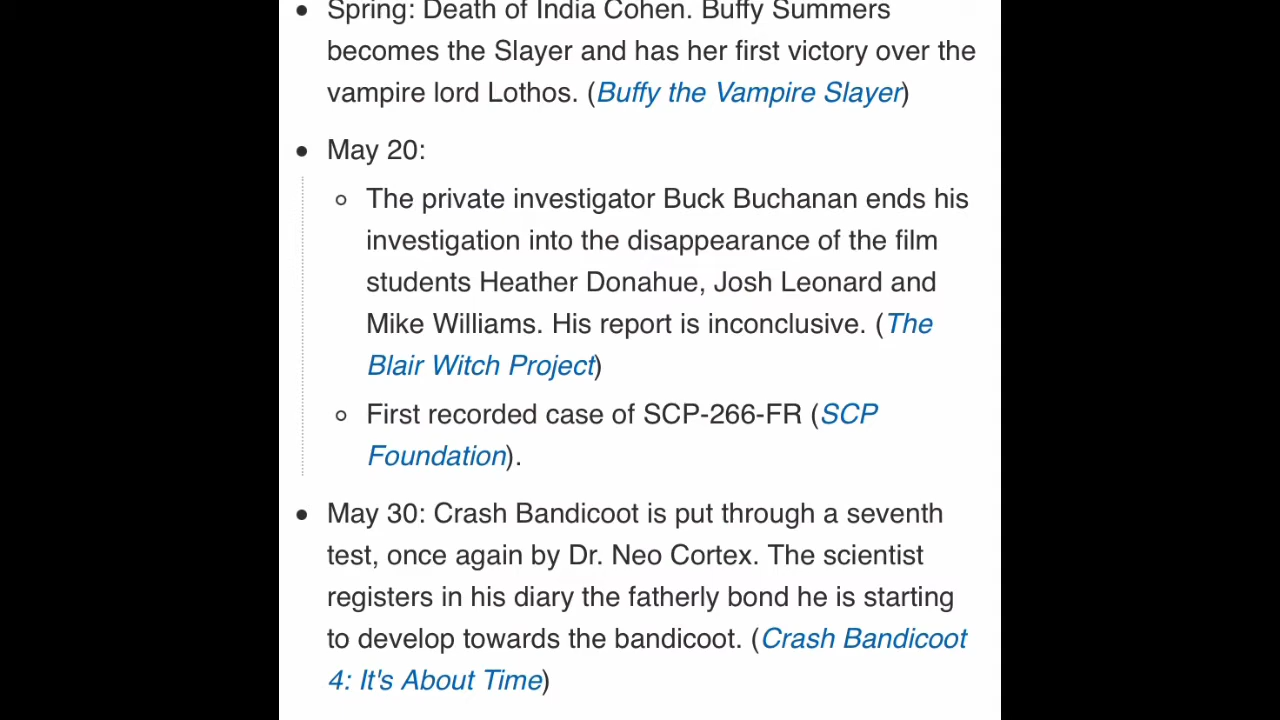 Spring: Death of India Cohen. Buffy Summers
becomes the Slayer and has her first victory over the
vampire lord Lothos. (Buffy the Vampire Slayer)
May 20:
The private investigator Buck Buchanan ends his
investigation into the disappearance of the film
students Heather Donahue, Josh Leonard and
Mike Williams. His report is inconclusive. (The
Blair Witch Project)
First recorded case of SCP-266-FR (SCP
Foundation).
May 30: Crash Bandicoot is put through a seventh
test, once again by Dr. Neo Cortex. The scientist
registers in his diary the fatherly bond he is starting
to develop towards the bandicoot. (Crash Bandicoot
4: It's About Time)